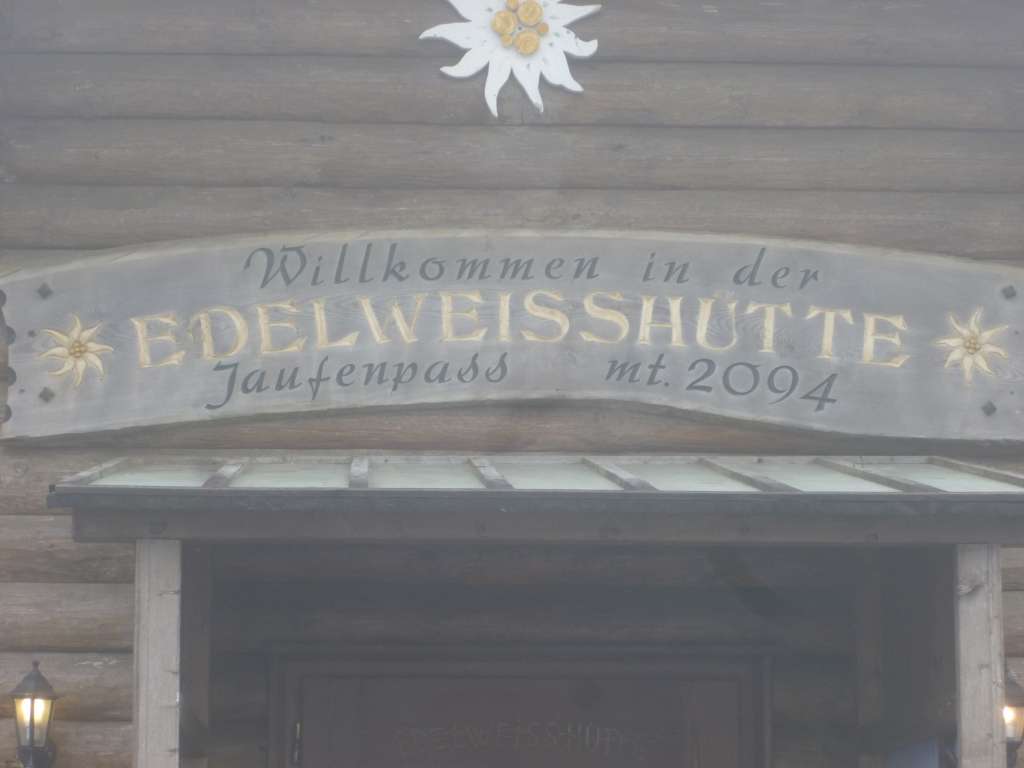 Willkommen in der
EDELWEISSHÜTTE
Jaufenpass mt. 2094
EDELWEISSHÜTTE